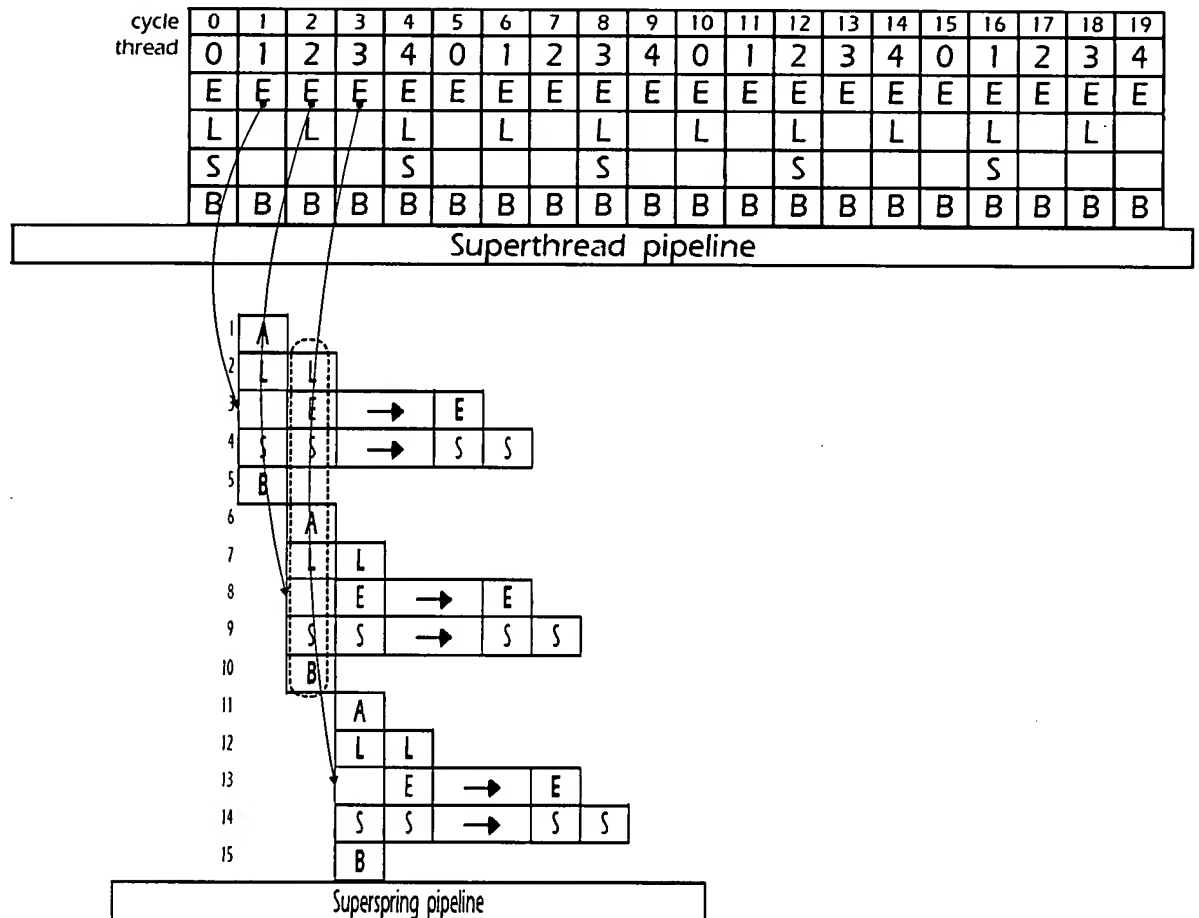 cycle 0 1 2 3 4 5 6 7 8 9 10 11 12 13 14 15 16 17 18 19
thread 0 1 2 3 4 0 1 2 3 4 0 1 2 3 4 0 1 2 3 4
E E E E E E E E E E E E E E E E E E E E
L L L L L L L L L L
S S S S S
B B B B B B B B B B B B B B B B B B B B
Superthread pipeline
1 A
2 L L
3 E → E
4 S S → S S
5 B
6 A
7 L L
8 E → E
9 S S → S S
10 B
11 A
12 L L
13 E → E
14 S S → S S
15 B
Superspring pipeline